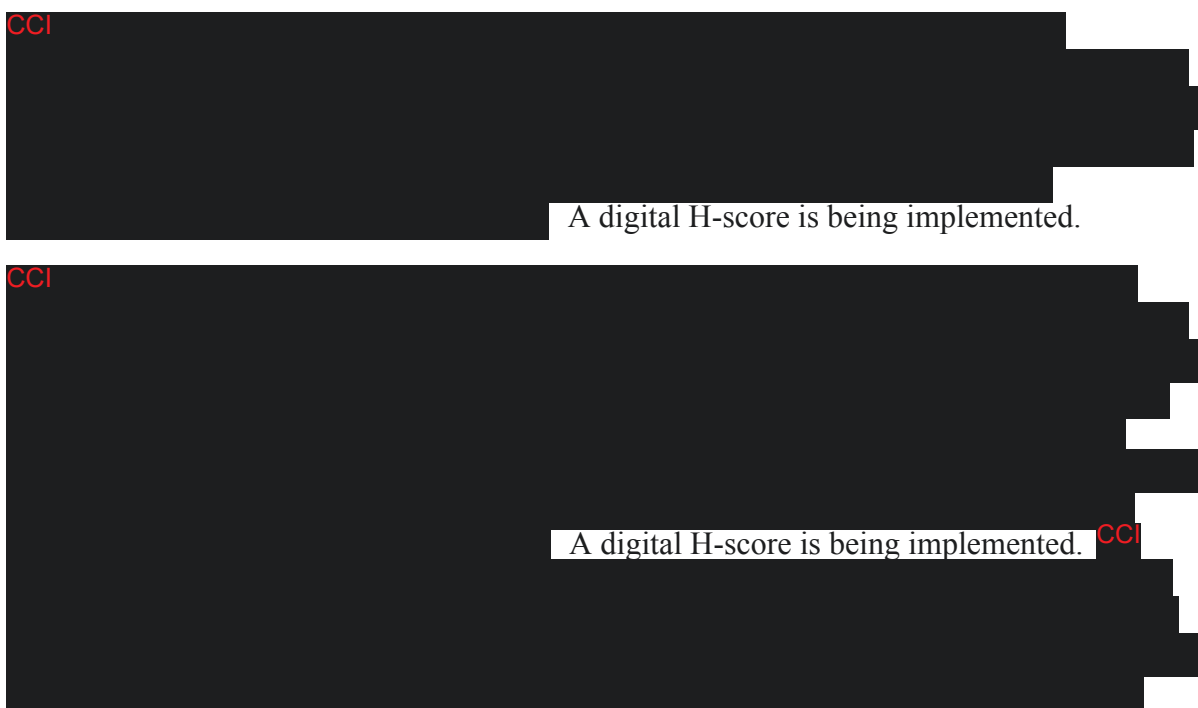 CCI
A digital H-score is being implemented.
CCI
A digital H-score is being implemented. CCI